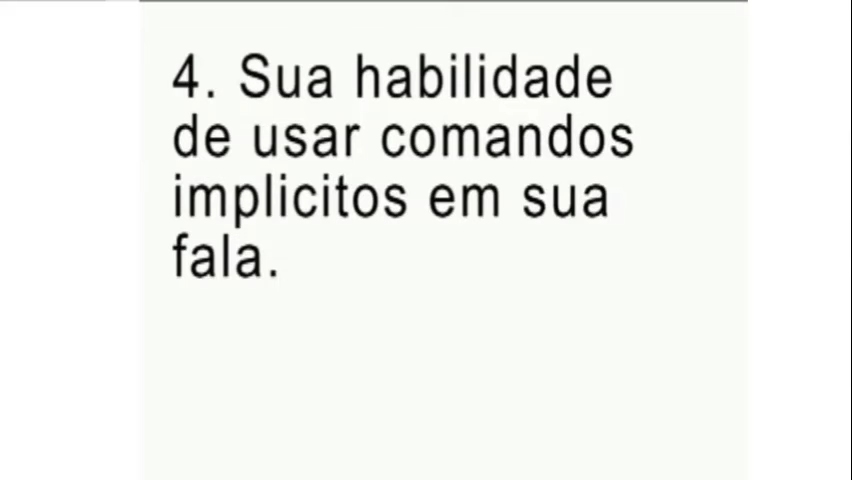 4. Sua habilidade
de usar comandos
implicitos em sua
fala.